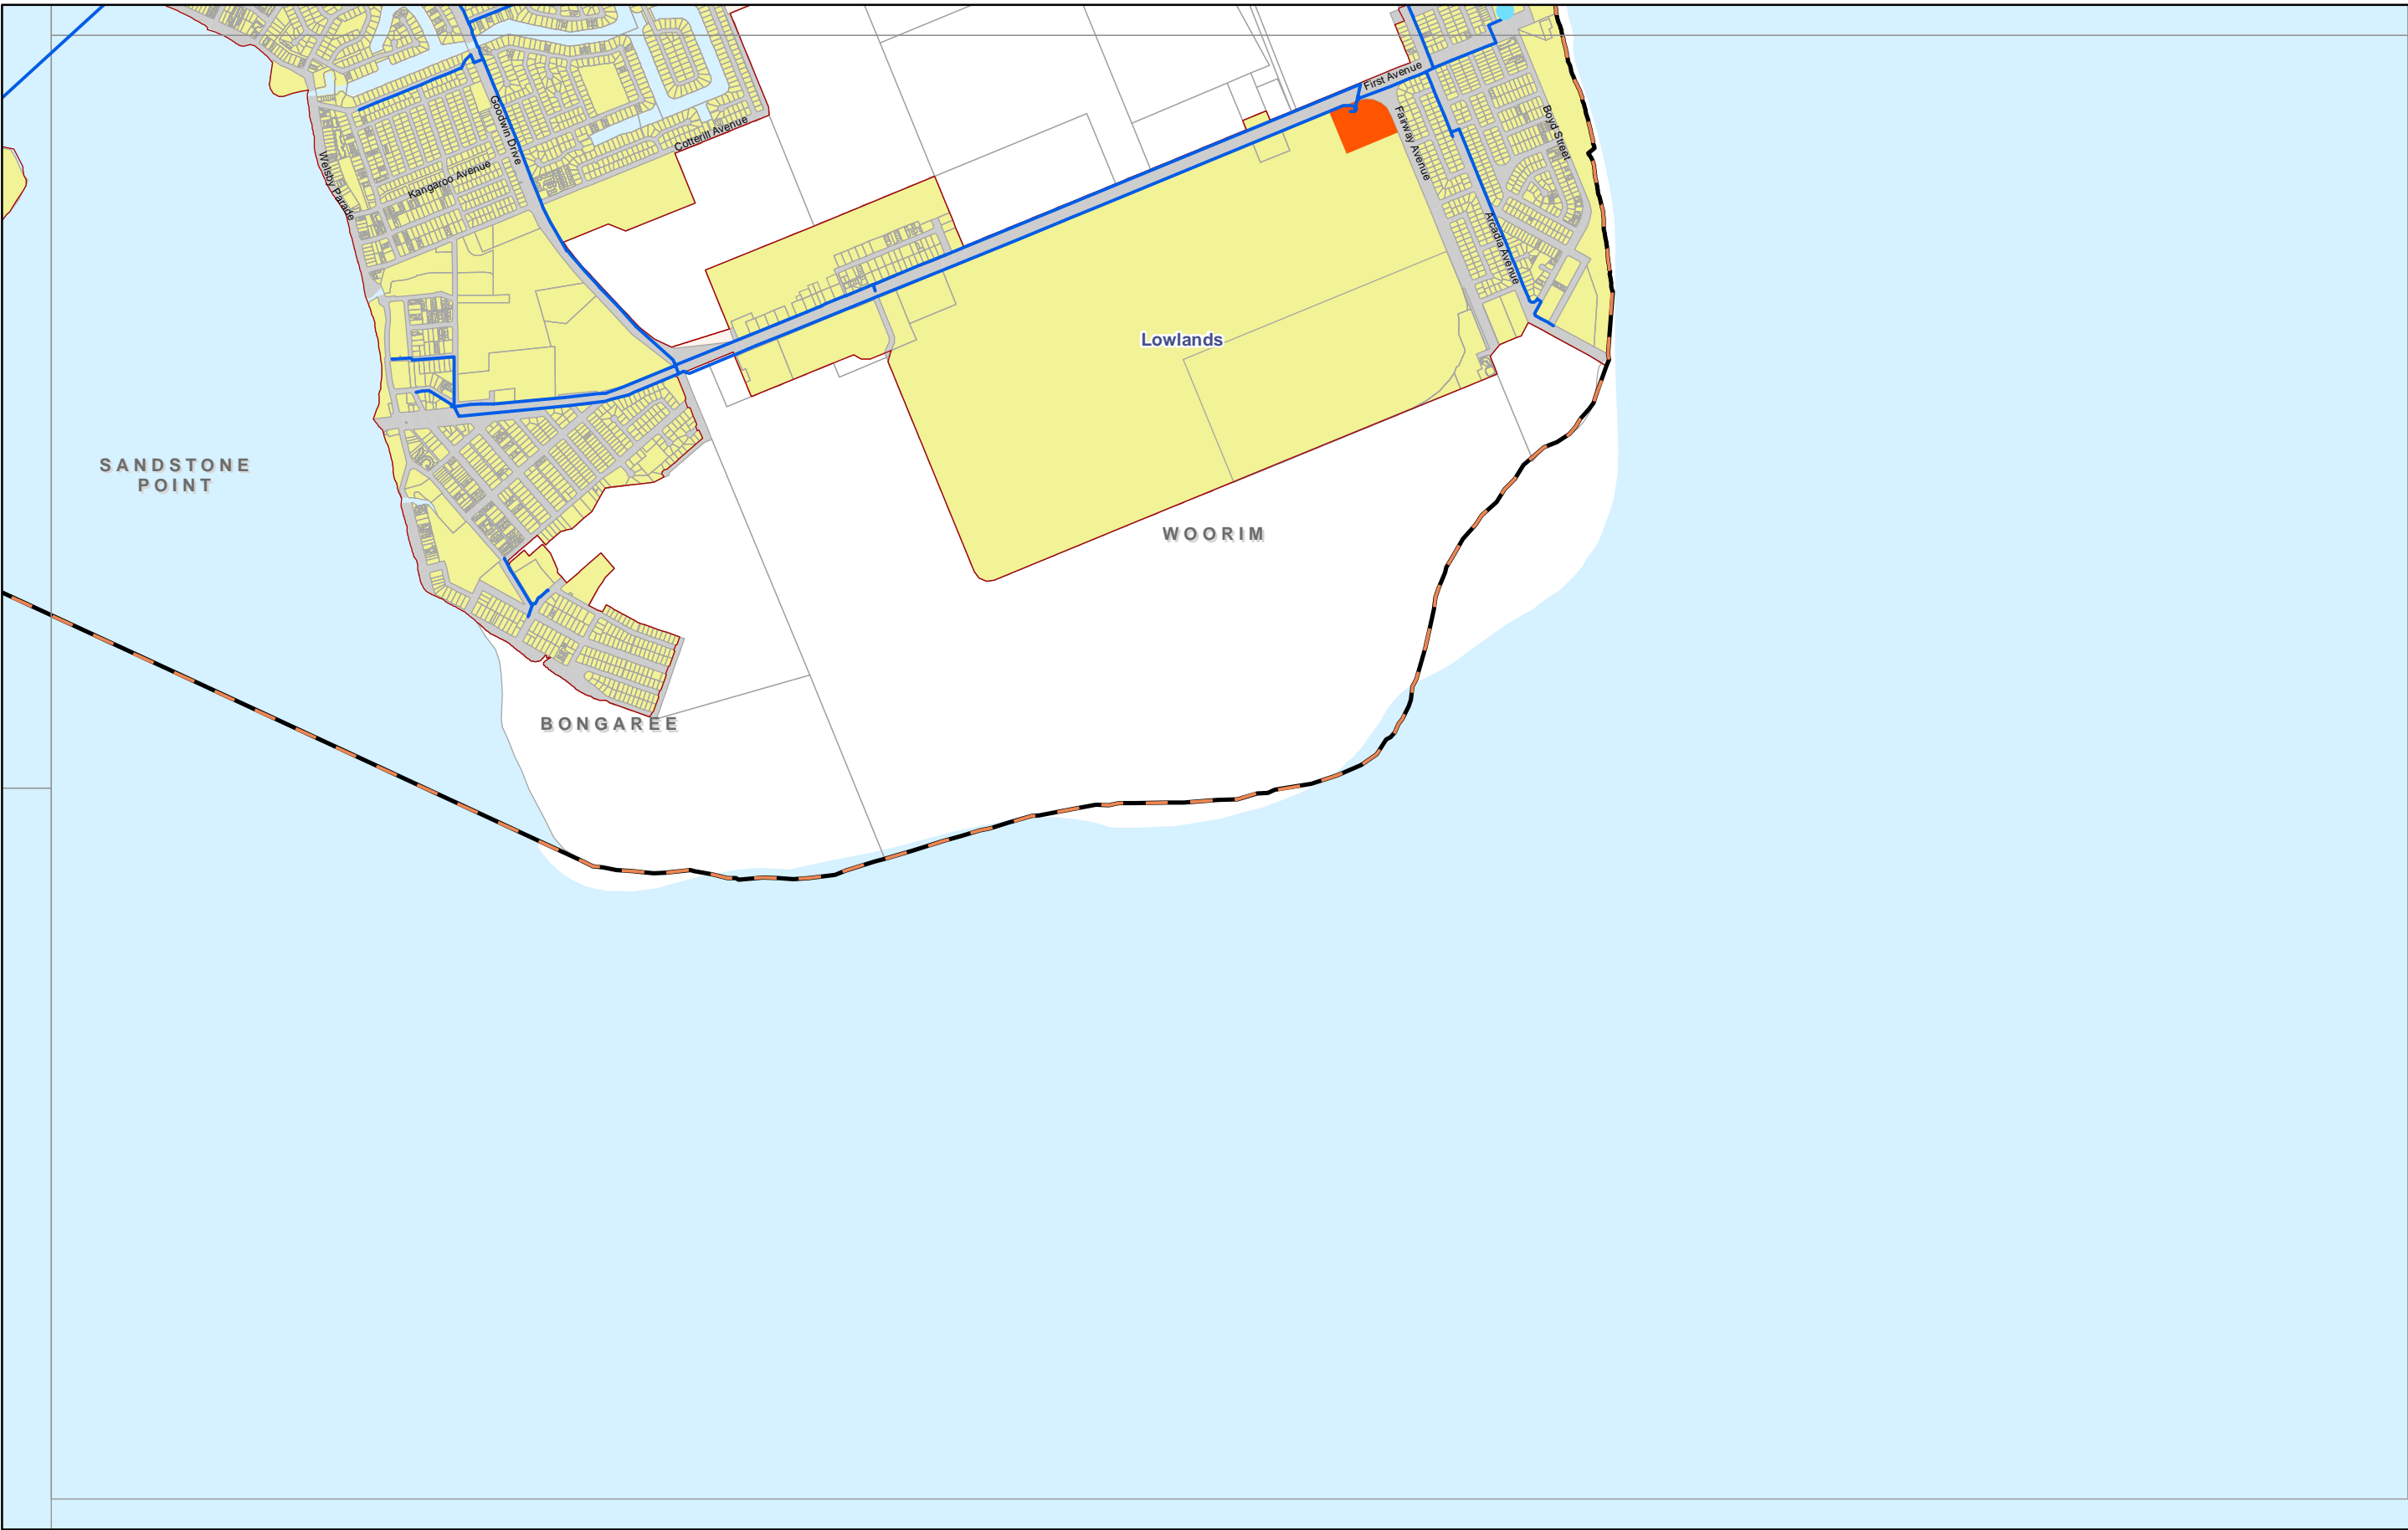 First Avenue
Goodwin Drive
Cotterill Avenue
Fairway Avenue
Boyd Street
Welsby Parade
Kangaroo Avenue
Arcadia Avenue
Lowlands
SANDSTONE
POINT
WOORIM
BONGAREE